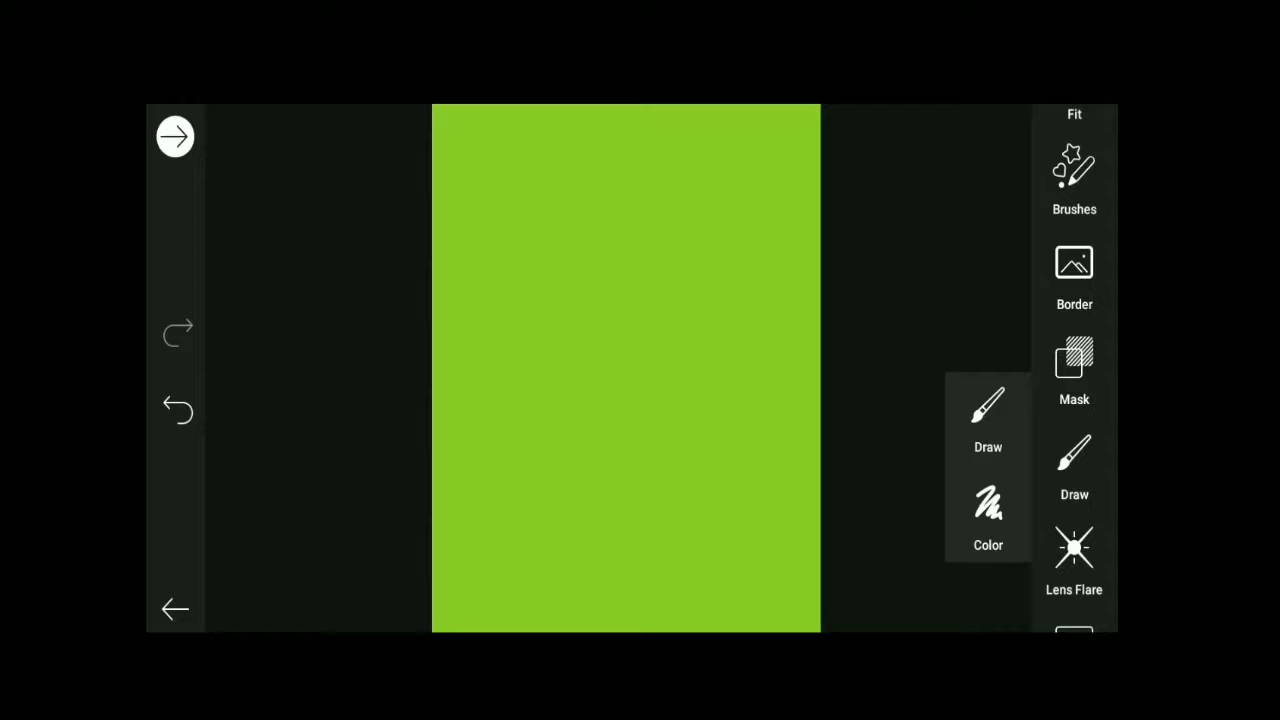 Fit
Brushes
Border
Mask
Draw
Color
Draw
Lens Flare